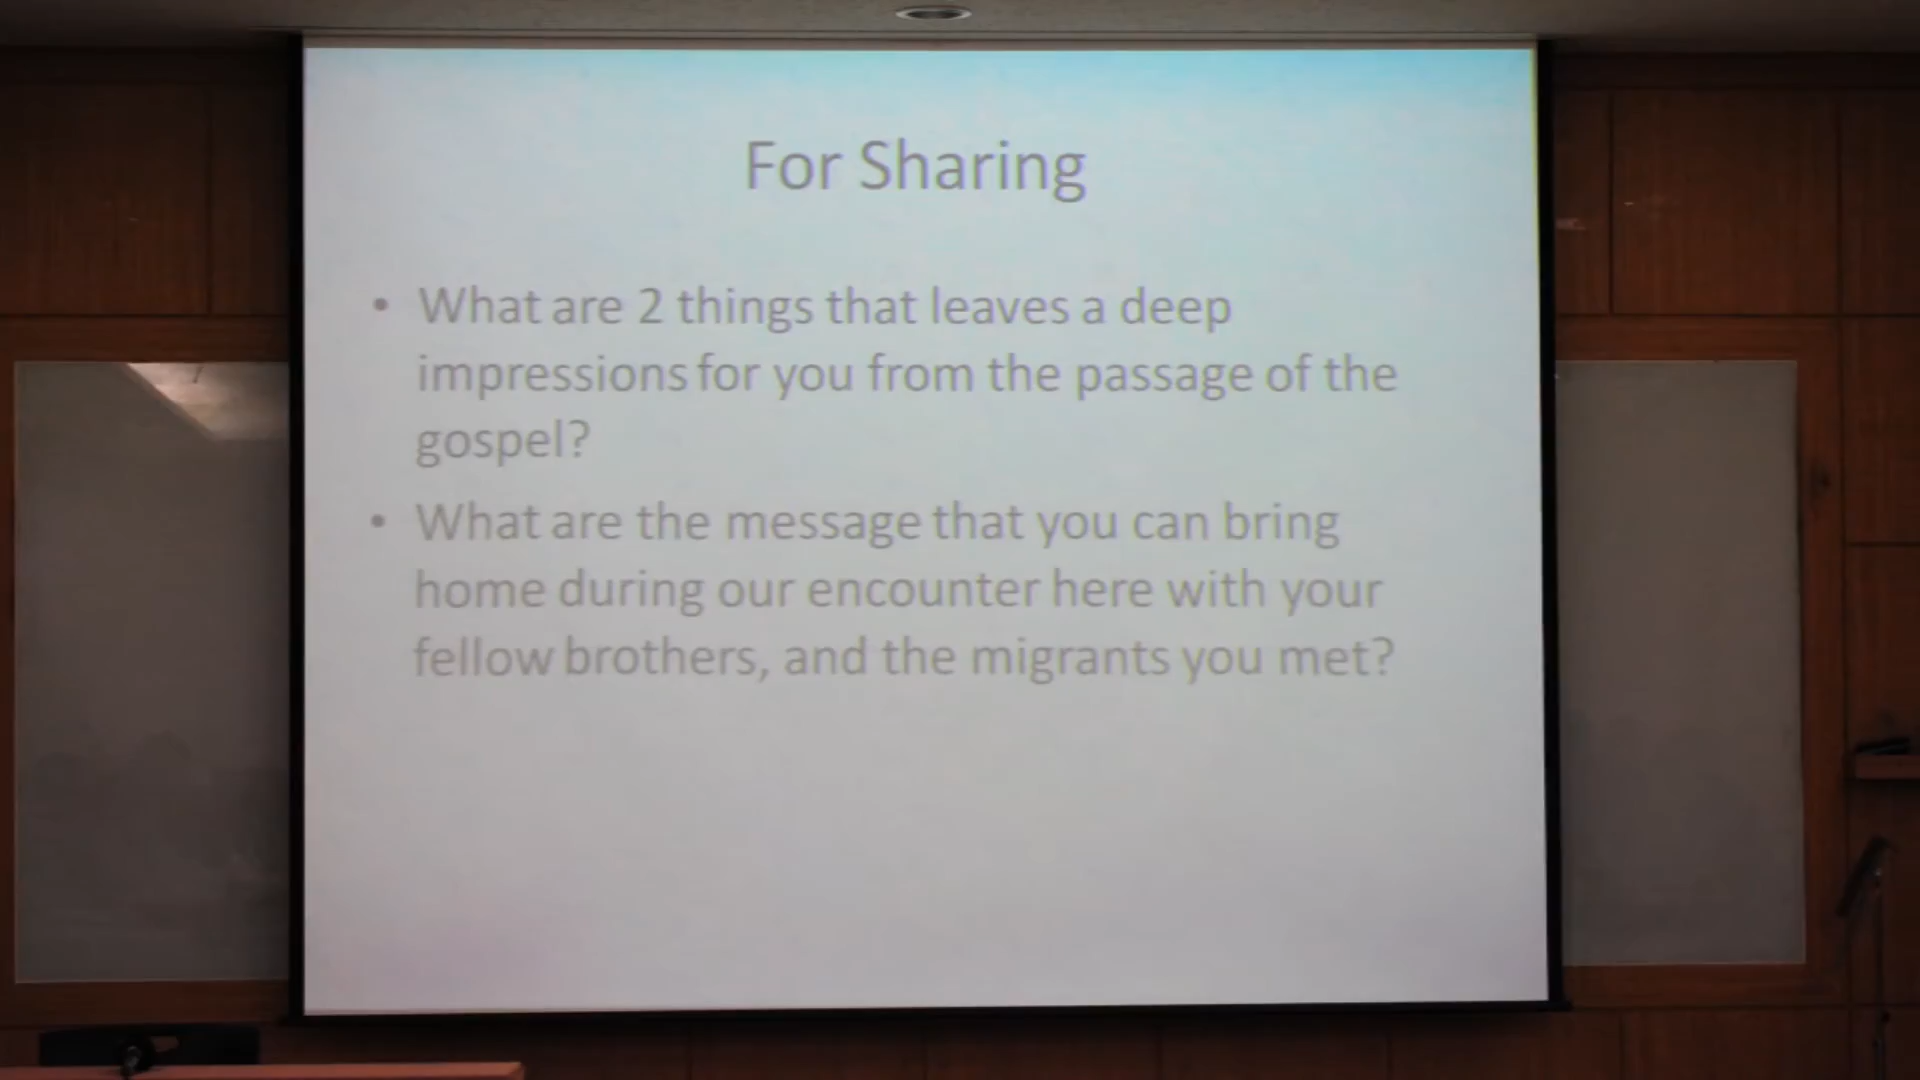 For Sharing
• What are 2 things that leaves a deep
impressions for you from the passage of the
gospel?
• What are the message that you can bring
home during our encounter here with your
fellow brothers, and the migrants you met?